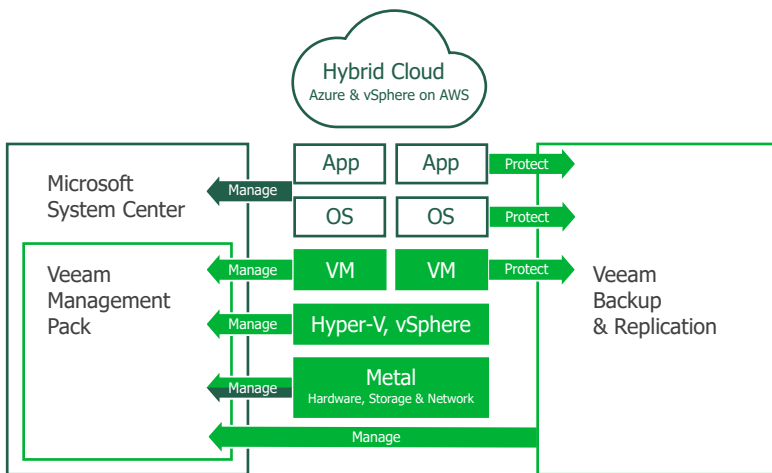 Hybrid Cloud
Azure & vSphere on AWS
Microsoft
System Center
Manage
App App
Protect
OS OS
Protect
Veeam
Management
Pack
Manage
VM VM
Protect
Veeam
Backup
& Replication
Manage
Hyper-V, vSphere
Manage
Metal
Hardware, Storage & Network
Manage